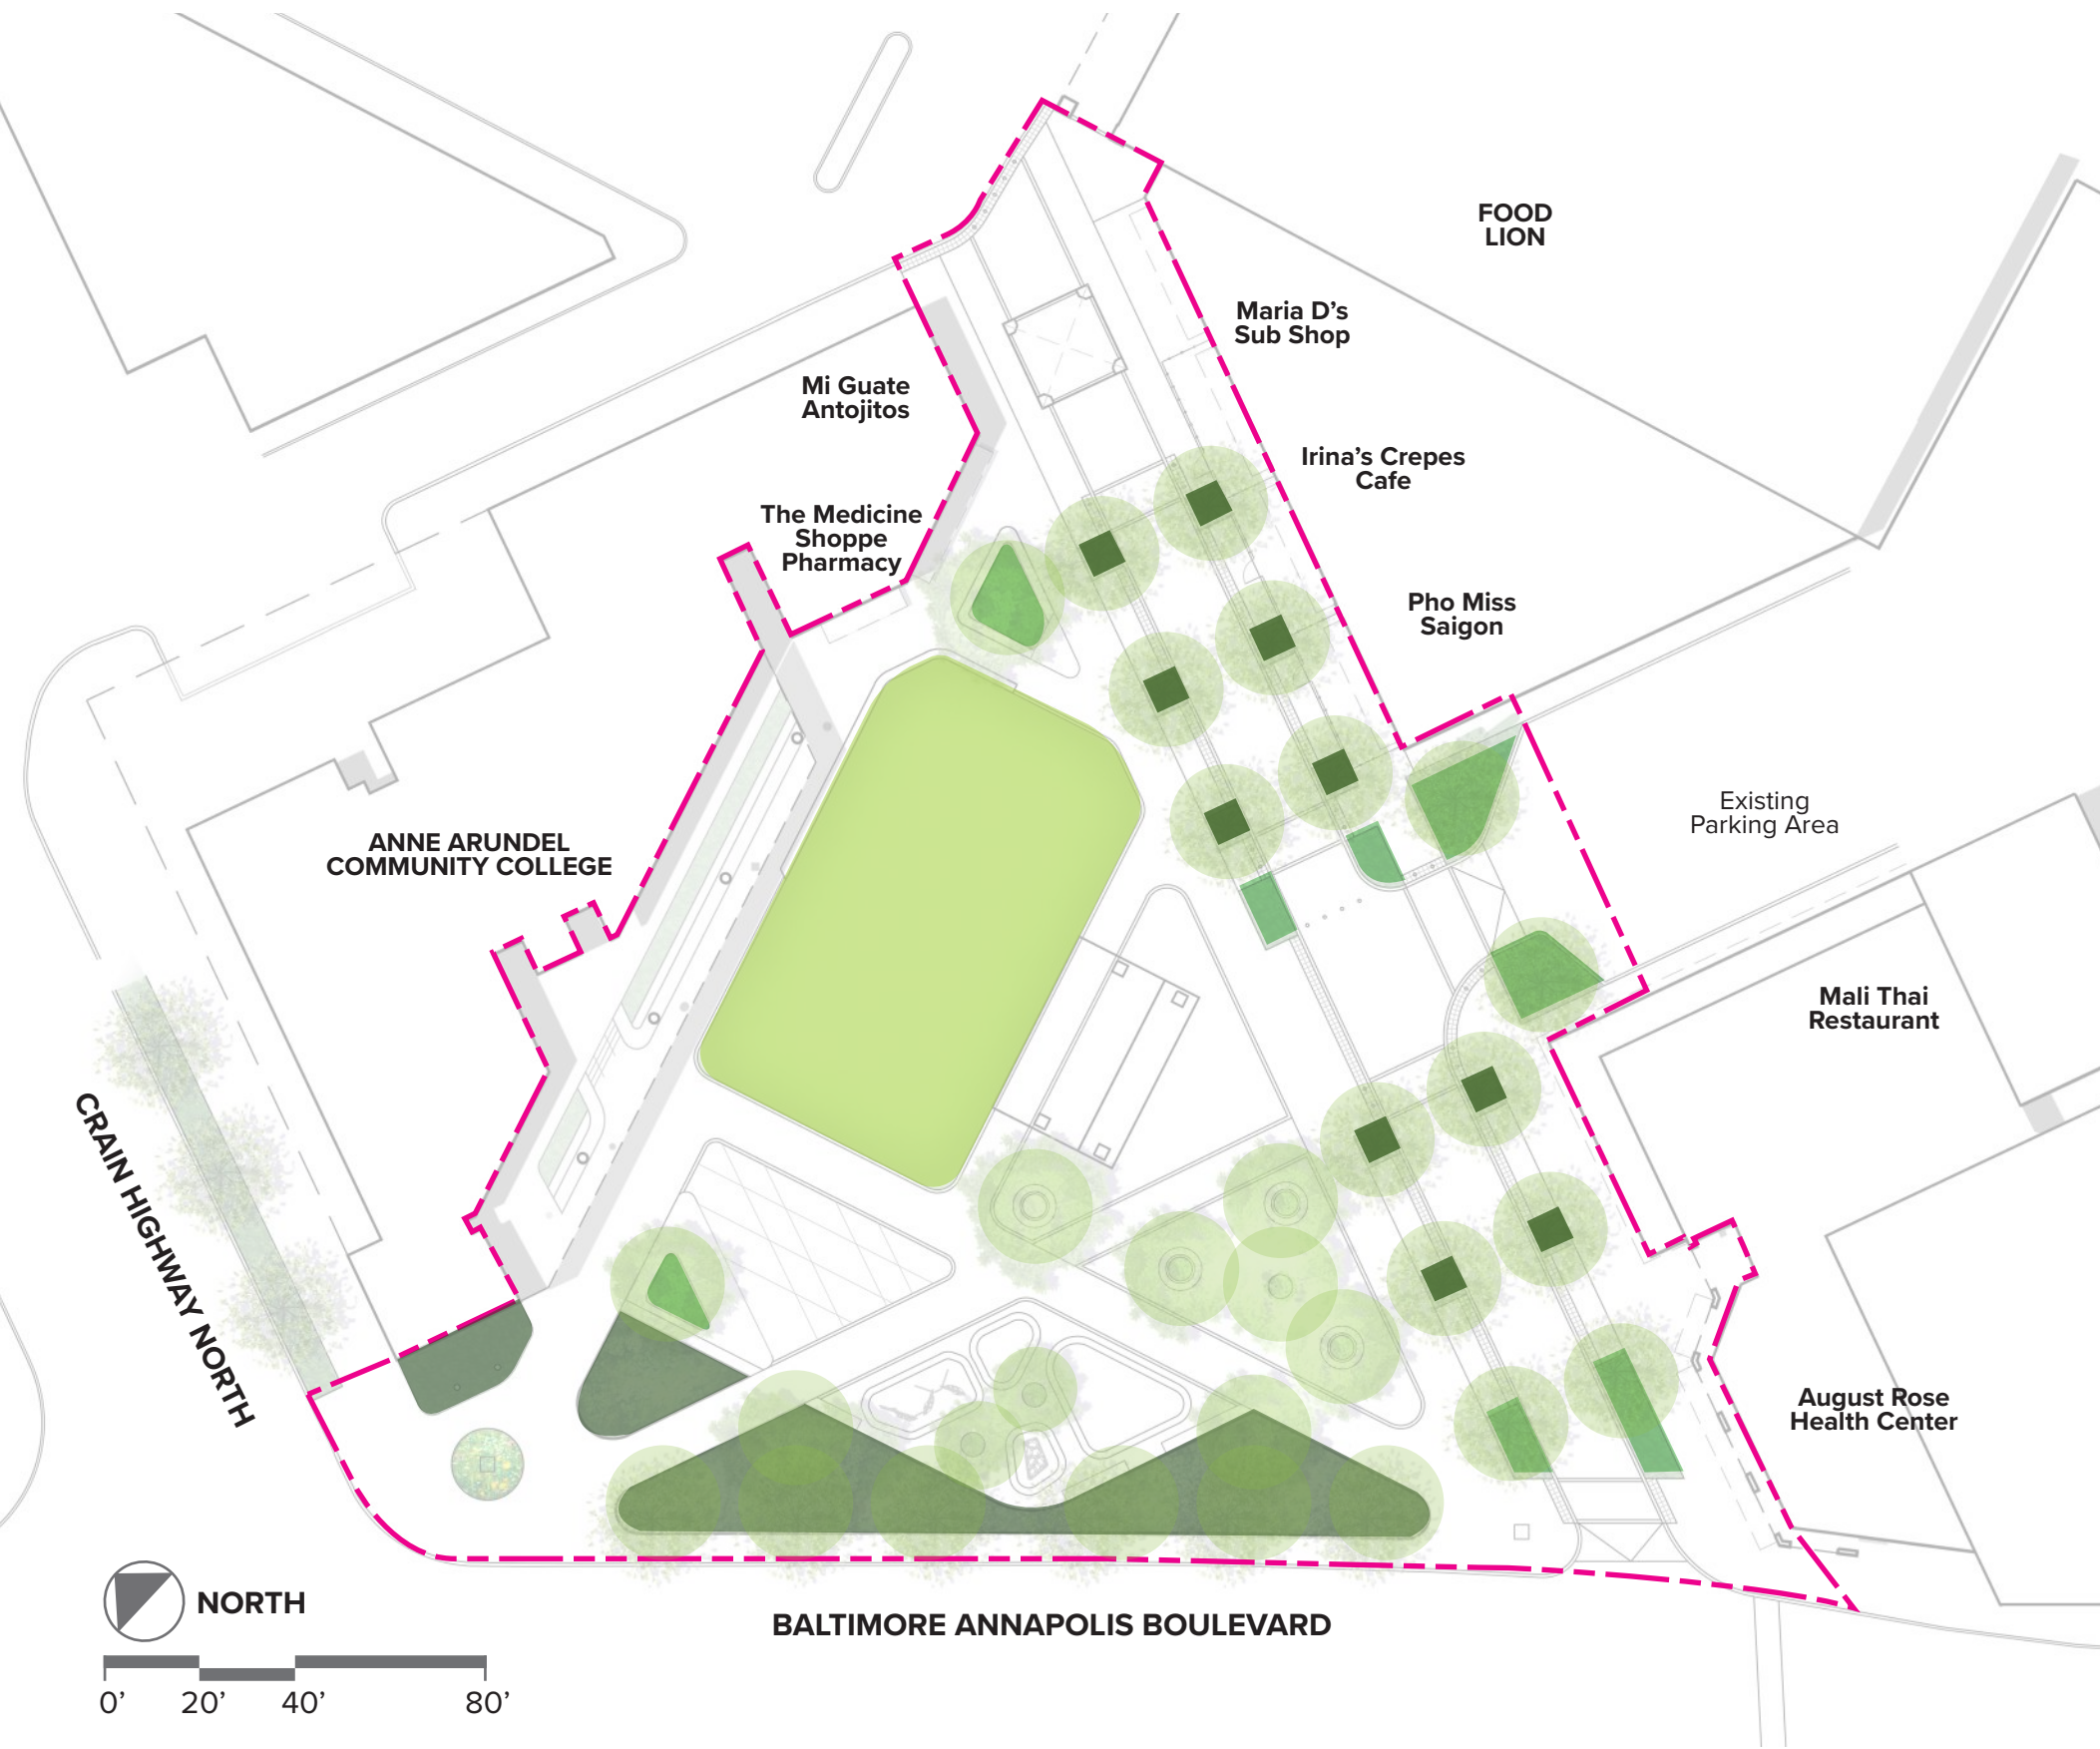 FOOD
LION
Maria D’s
Sub Shop
Mi Guate
Antojitos
Irina’s Crepes
Cafe
The Medicine
Shoppe
Pharmacy
Pho Miss
Saigon
Existing
Parking Area
ANNE ARUNDEL
COMMUNITY COLLEGE
Mali Thai
Restaurant
CRAIN HIGHWAY NORTH
August Rose
Health Center
NORTH
BALTIMORE ANNAPOLIS BOULEVARD
0’ 20’ 40’ 80’